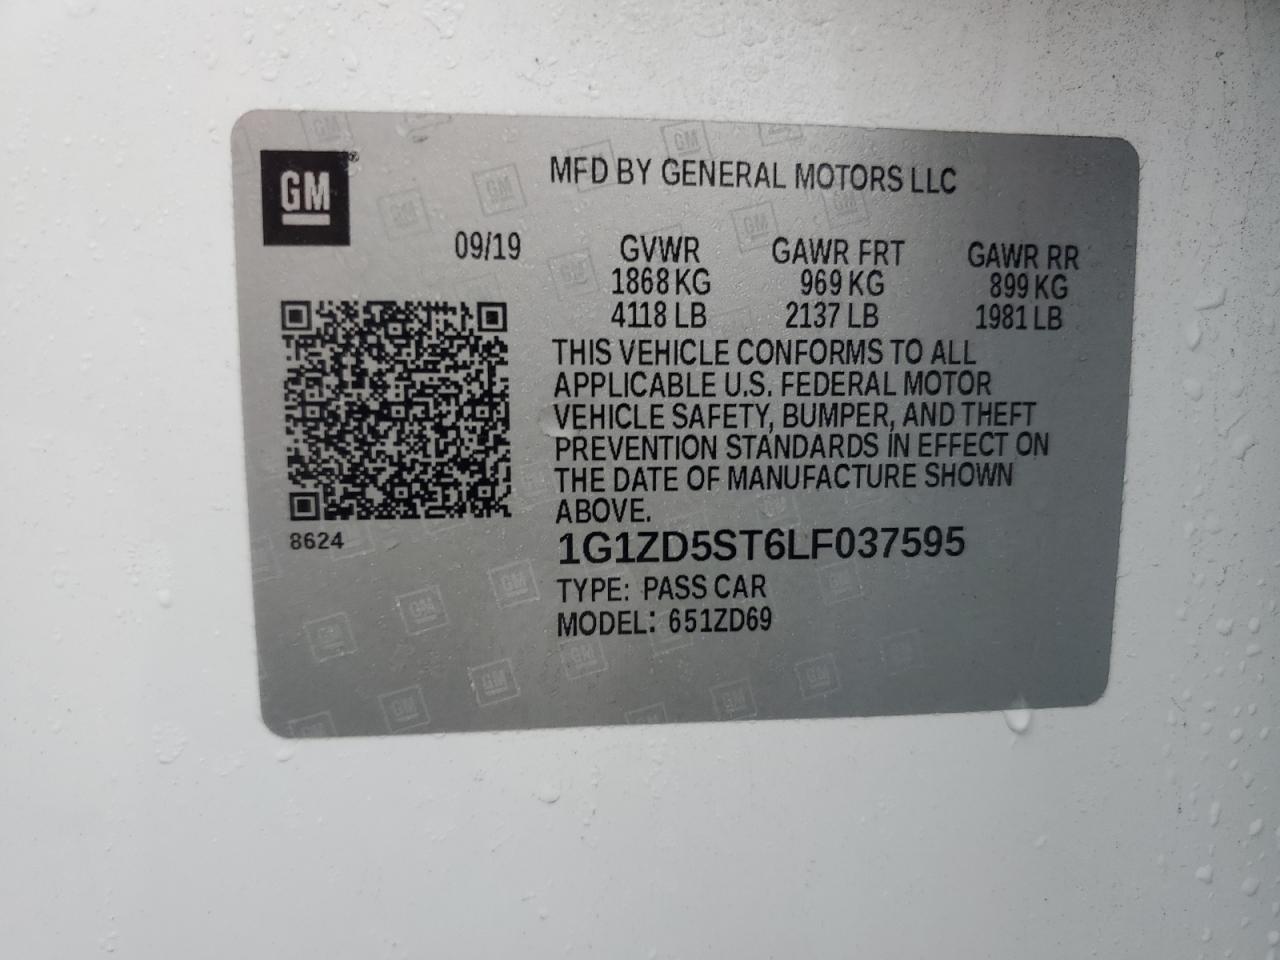 GM®
MFD BY GENERAL MOTORS LLC
09/19
GVWR GAWR FRT GAWR RR
1868 KG 969 KG 899 KG
4118 LB 2137 LB 1981 LB
THIS VEHICLE CONFORMS TO ALL
APPLICABLE U.S. FEDERAL MOTOR
VEHICLE SAFETY, BUMPER, AND THEFT
PREVENTION STANDARDS IN EFFECT ON
THE DATE OF MANUFACTURE SHOWN
ABOVE.
8624
1G1ZD5ST6LF037595
TYPE: PASS CAR
MODEL: 651ZD69